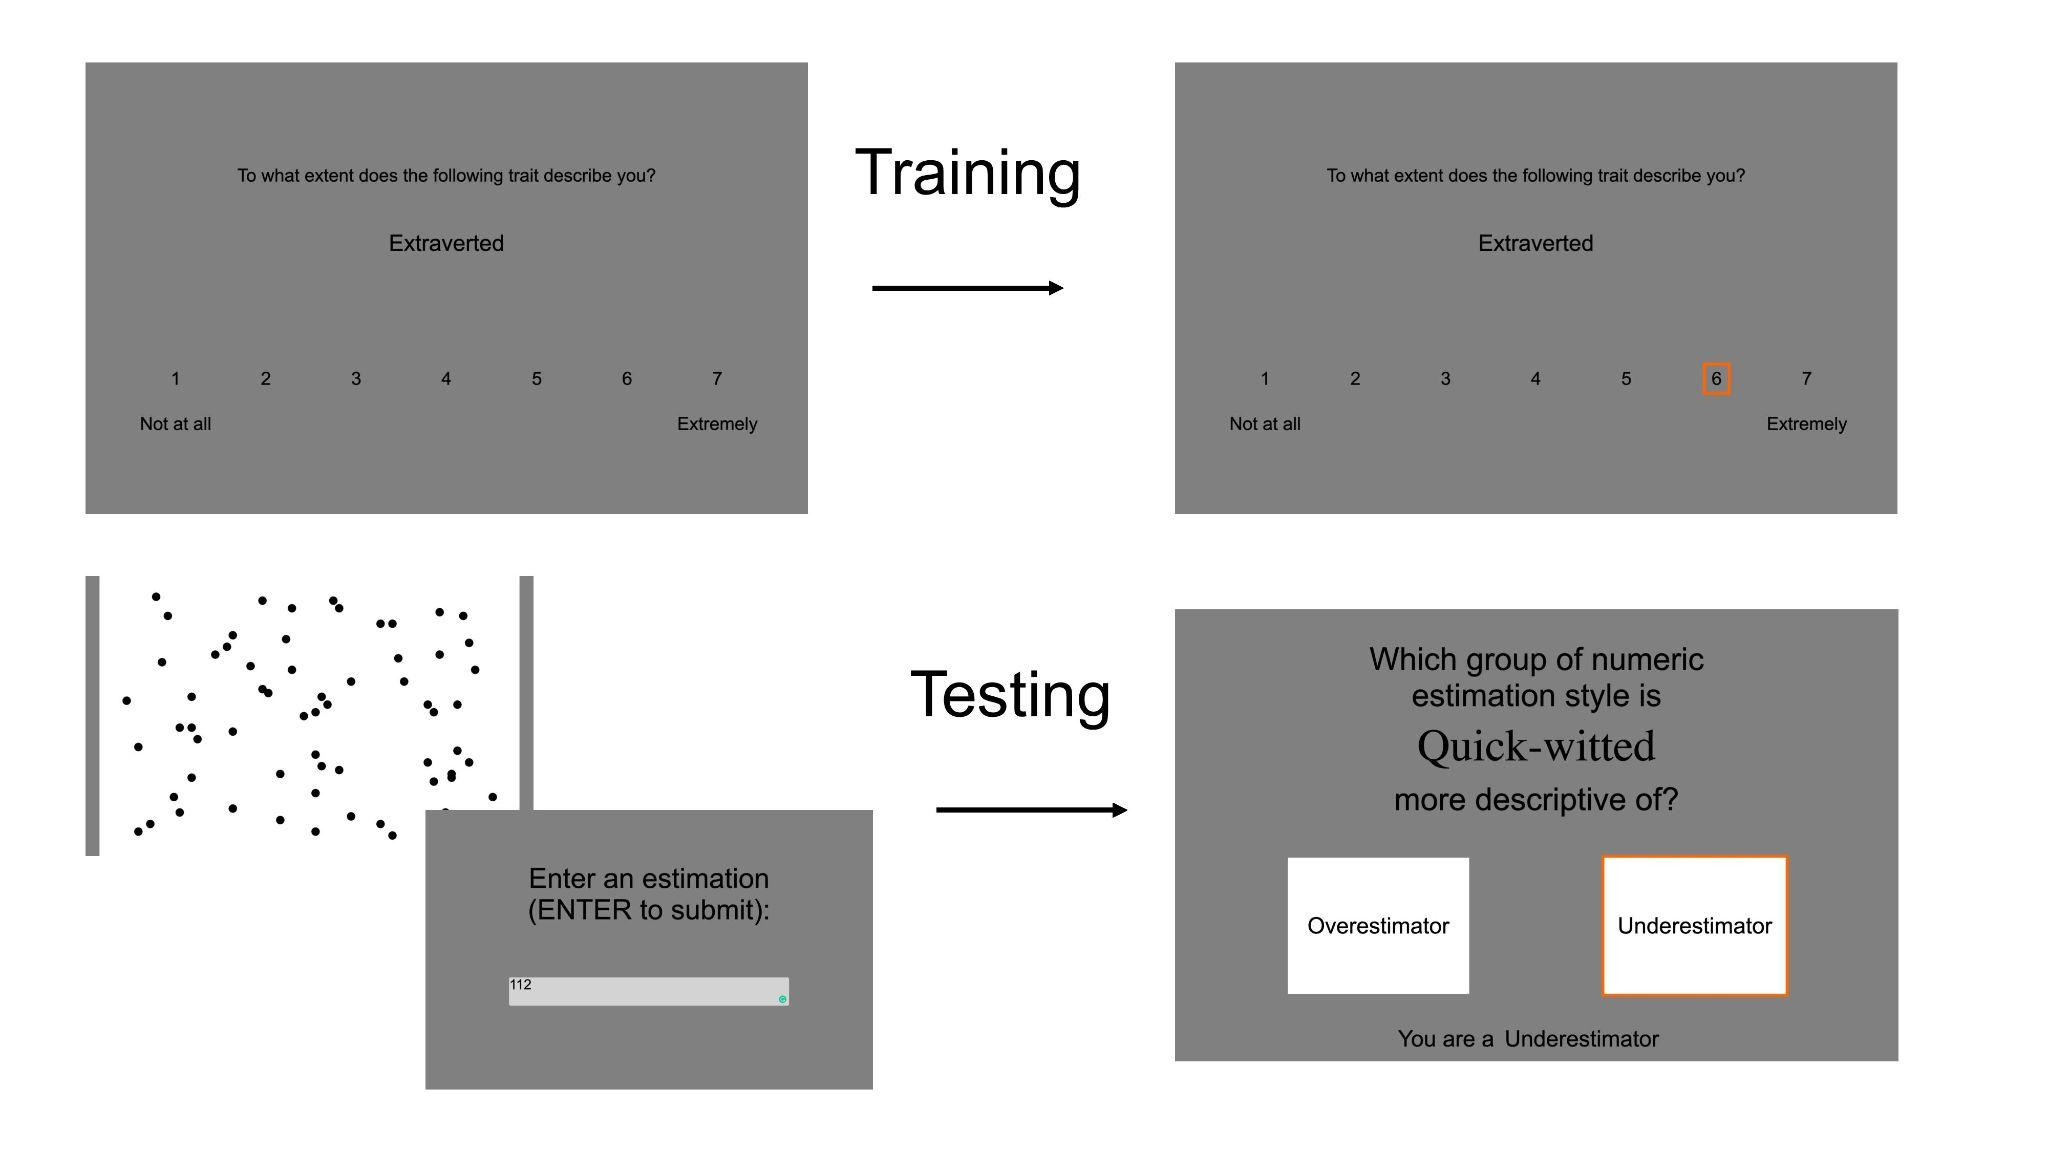 To what extent does the following trait describe you?
Extraverted
1 2 3 4 5 6 7
Not at all Extremely
Training
To what extent does the following trait describe you?
Extraverted
1 2 3 4 5 6 7
Not at all Extremely
Enter an estimation
(ENTER to submit):
112
Testing
Which group of numeric
estimation style is
Quick-witted
more descriptive of?
Overestimator Underestimator
You are a Underestimator